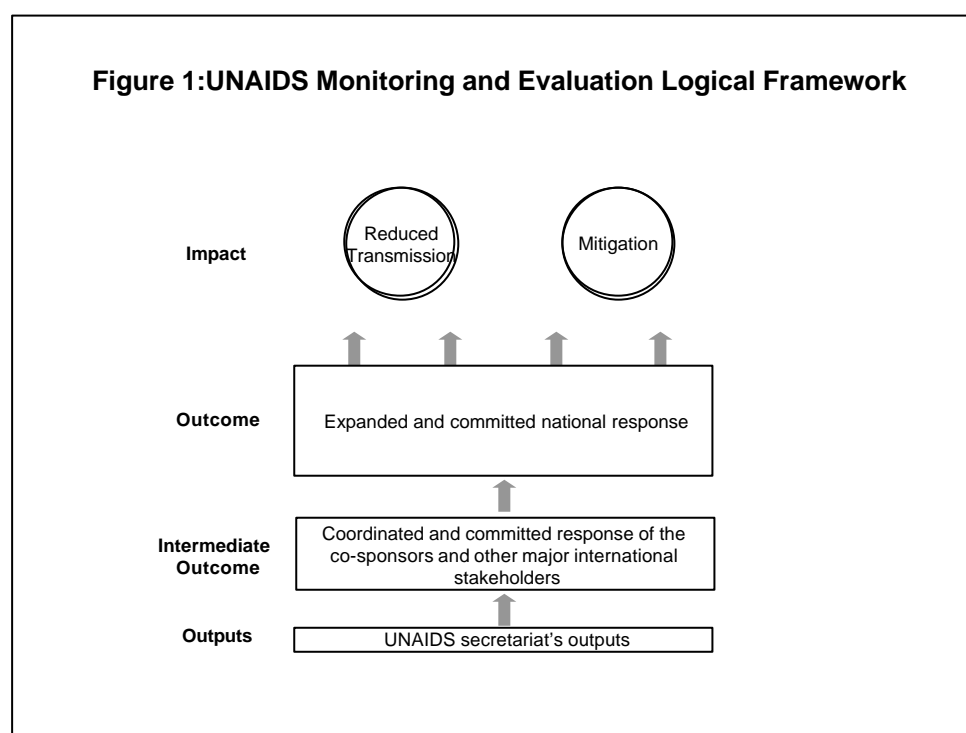 Figure 1:UNAIDS Monitoring and Evaluation Logical Framework
Impact
Reduced
Transmission
Mitigation
Outcome
Expanded and committed national response
Intermediate
Outcome
Coordinated and committed response of the
co-sponsors and other major international
stakeholders
Outputs
UNAIDS secretariat's outputs